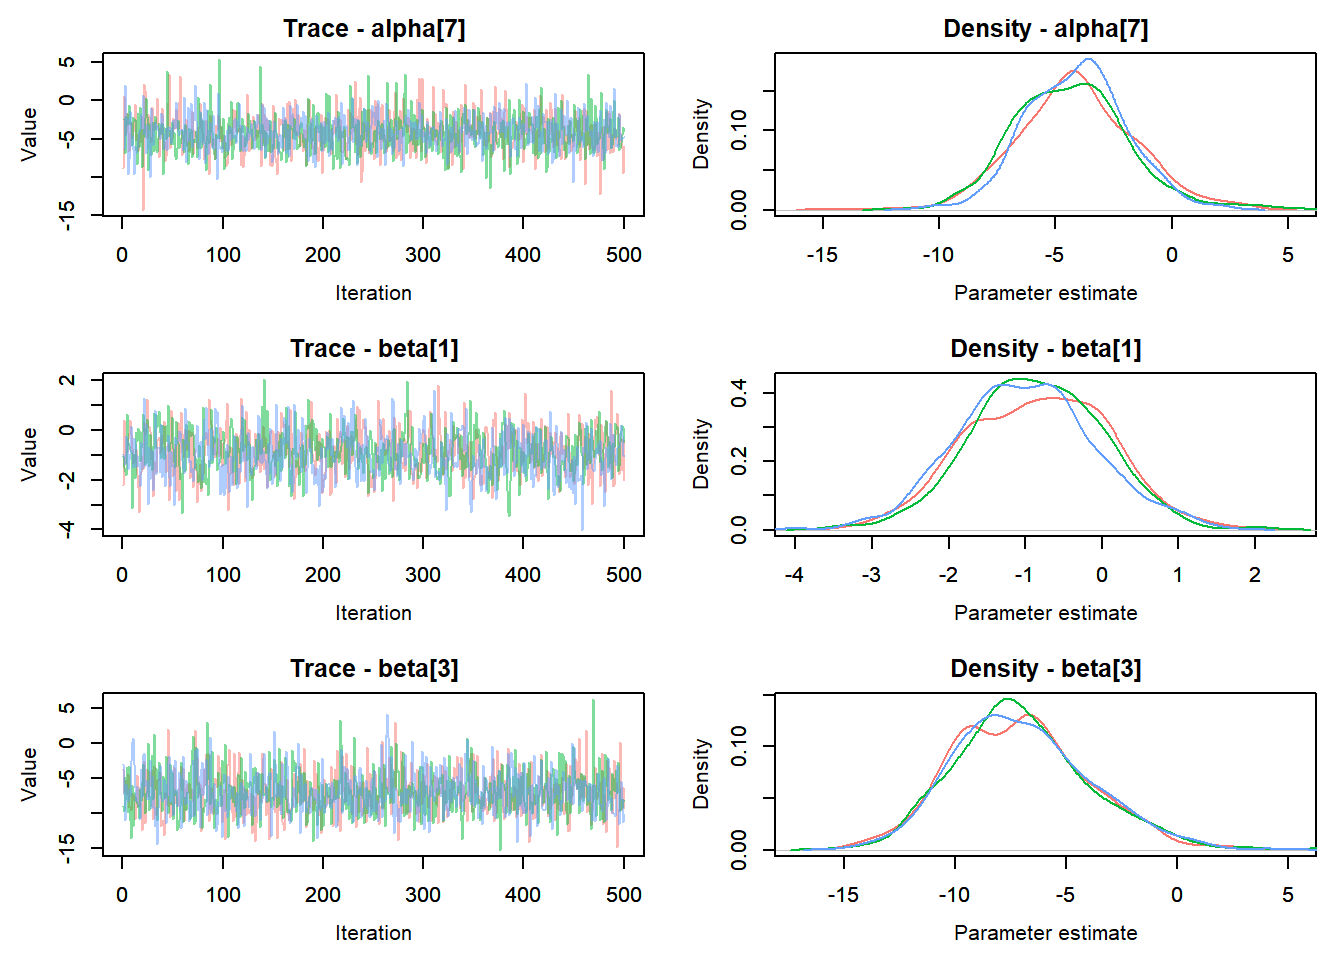 Trace - alpha[7]
Value
5
0
-5
-15
0 100 200 300 400 500
Iteration
Density - alpha[7]
Density
0.10
0.00
-15 -10 -5 0 5
Parameter estimate
Trace - beta[1]
Value
2
0
-2
-4
0 100 200 300 400 500
Iteration
Density - beta[1]
Density
0.4
0.2
0.0
-4 -3 -2 -1 0 1 2
Parameter estimate
Trace - beta[3]
Value
5
0
-5
-15
0 100 200 300 400 500
Iteration
Density - beta[3]
Density
0.10
0.00
-15 -10 -5 0 5
Parameter estimate